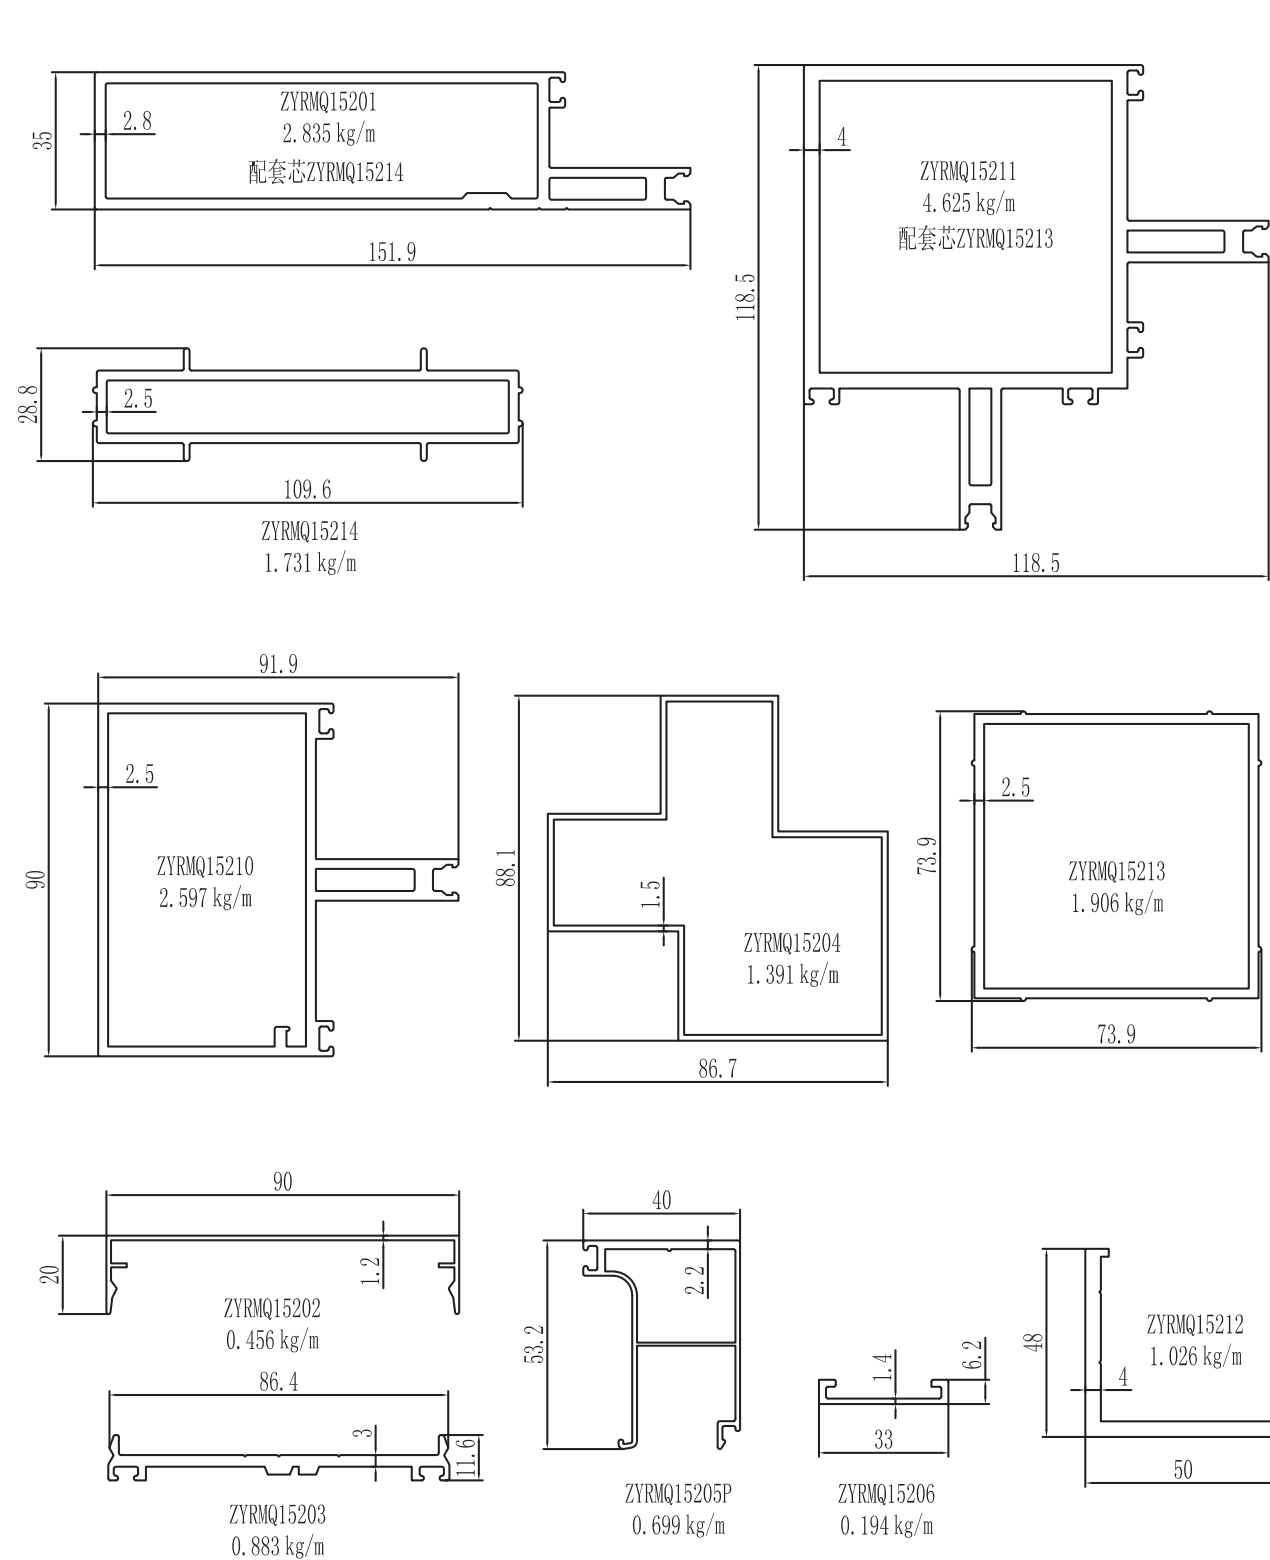 35
2.8
ZYRMQ15201
2.835 kg/m
配套芯ZYRMQ15214
151.9
118.5
4
ZYRMQ15211
4.625 kg/m
配套芯ZYRMQ15213
118.5
28.8
2.5
109.6
ZYRMQ15214
1.731 kg/m
91.9
90
2.5
ZYRMQ15210
2.597 kg/m
88.1
1.5
ZYRMQ15204
1.391 kg/m
86.7
73.9
2.5
ZYRMQ15213
1.906 kg/m
73.9
90
20
1.2
ZYRMQ15202
0.456 kg/m
86.4
3
11.6
ZYRMQ15203
0.883 kg/m
40
53.2
2.2
ZYRMQ15205P
0.699 kg/m
1.4
6.2
33
ZYRMQ15206
0.194 kg/m
48
4
ZYRMQ15212
1.026 kg/m
50